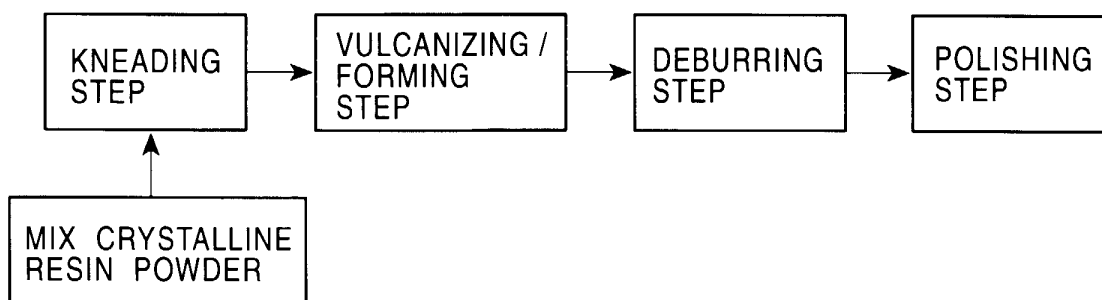 KNEADING
STEP
VULCANIZING /
FORMING
STEP
DEBURRING
STEP
POLISHING
STEP
MIX CRYSTALLINE
RESIN POWDER